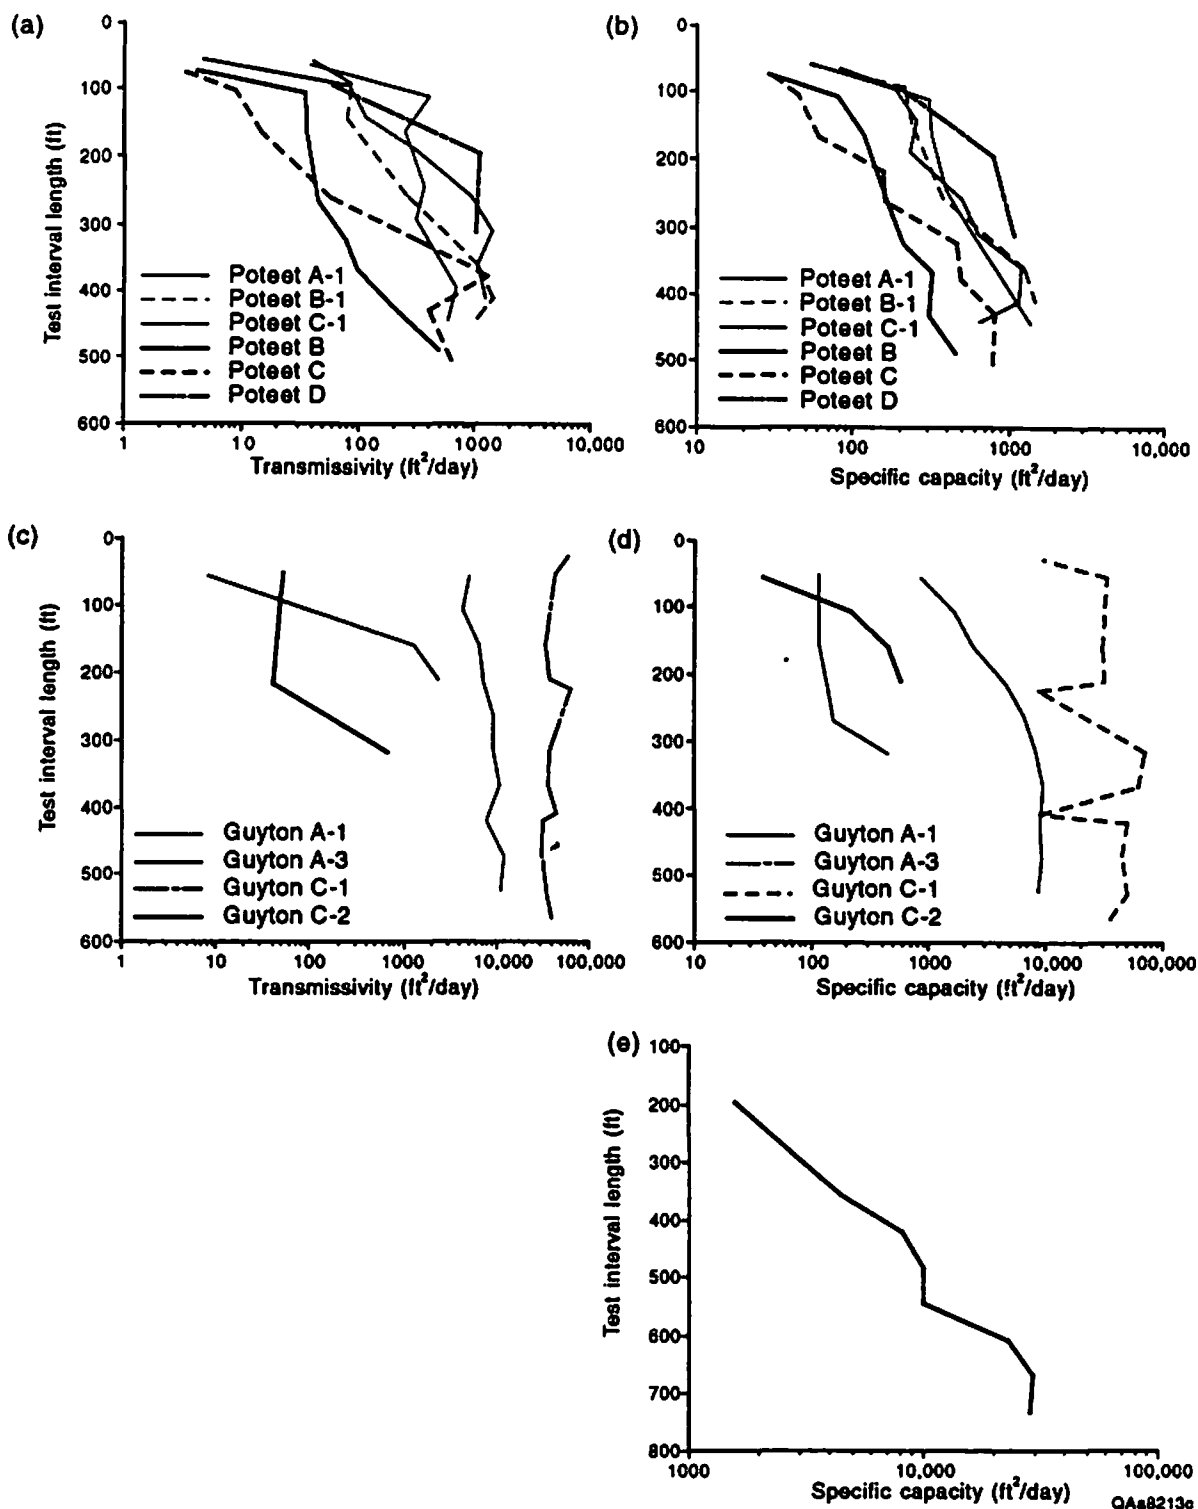 (a)
0
100
200
300
400
500
600
Test interval length (ft)
Poteet A-1
Poteet B-1
Poteet C-1
Poteet B
Poteet C
Poteet D
1
10
100
1000
10,000
Transmissivity (ft²/day)
(b)
0
100
200
300
400
500
600
Poteet A-1
Poteet B-1
Poteet C-1
Poteet B
Poteet C
Poteet D
10
100
1000
10,000
Specific capacity (ft²/day)
(c)
0
100
200
300
400
500
600
Test interval length (ft)
Guyton A-1
Guyton A-3
Guyton C-1
Guyton C-2
1
10
100
1000
10,000
100,000
Transmissivity (ft²/day)
(d)
0
100
200
300
400
500
600
Guyton A-1
Guyton A-3
Guyton C-1
Guyton C-2
10
100
1000
10,000
100,000
Specific capacity (ft²/day)
(e)
100
200
300
400
500
600
700
800
Test interval length (ft)
1000
10,000
100,000
Specific capacity (ft²/day)
QAa8213c